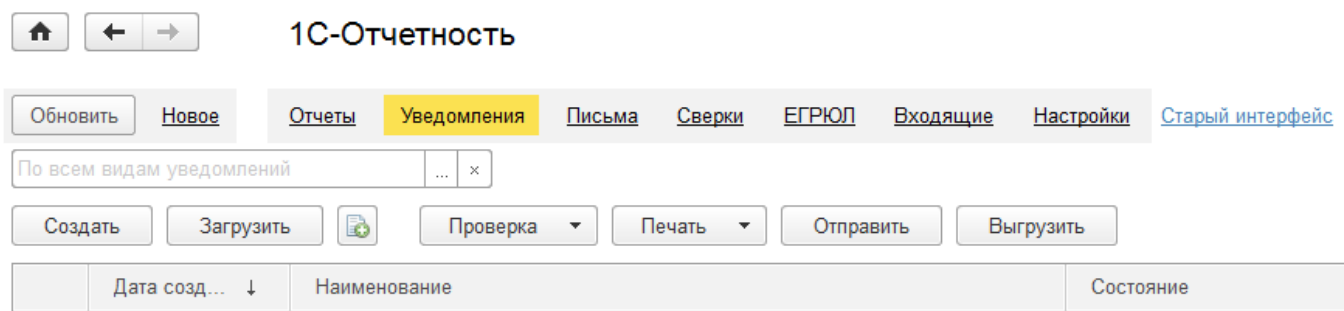 1С-Отчетность
Обновить Новое Отчеты Уведомления Письма Сверки ЕГРЮЛ Входящие Настройки Старый интерфейс
По всем видам уведомлений ... ×
Создать Загрузить Проверка Печать Отправить Выгрузить
Дата созд... ↓ Наименование Состояние